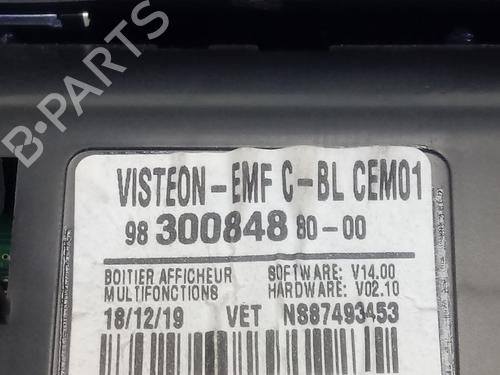 B-PARTS
VISTEON-EMF C-BL CEM01
98 300848 80-00
BOITIER AFFICHEUR SOFTWARE: V14.00
MULTIFONCTIONS HARDWARE: V02.10
18/12/19 VET NS87493453